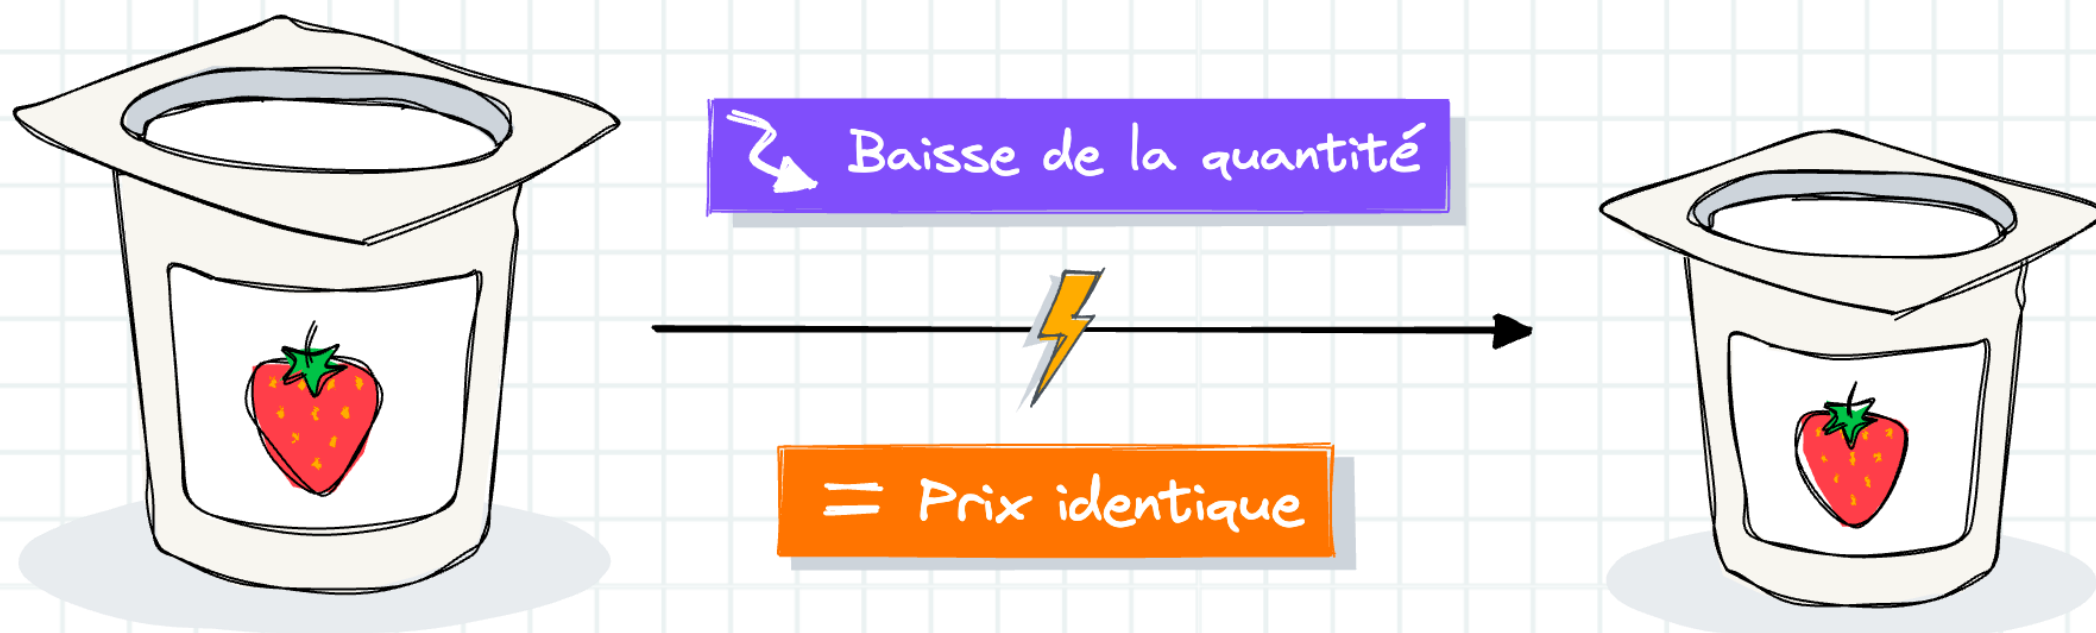 Baisse de la quantité
= Prix identique